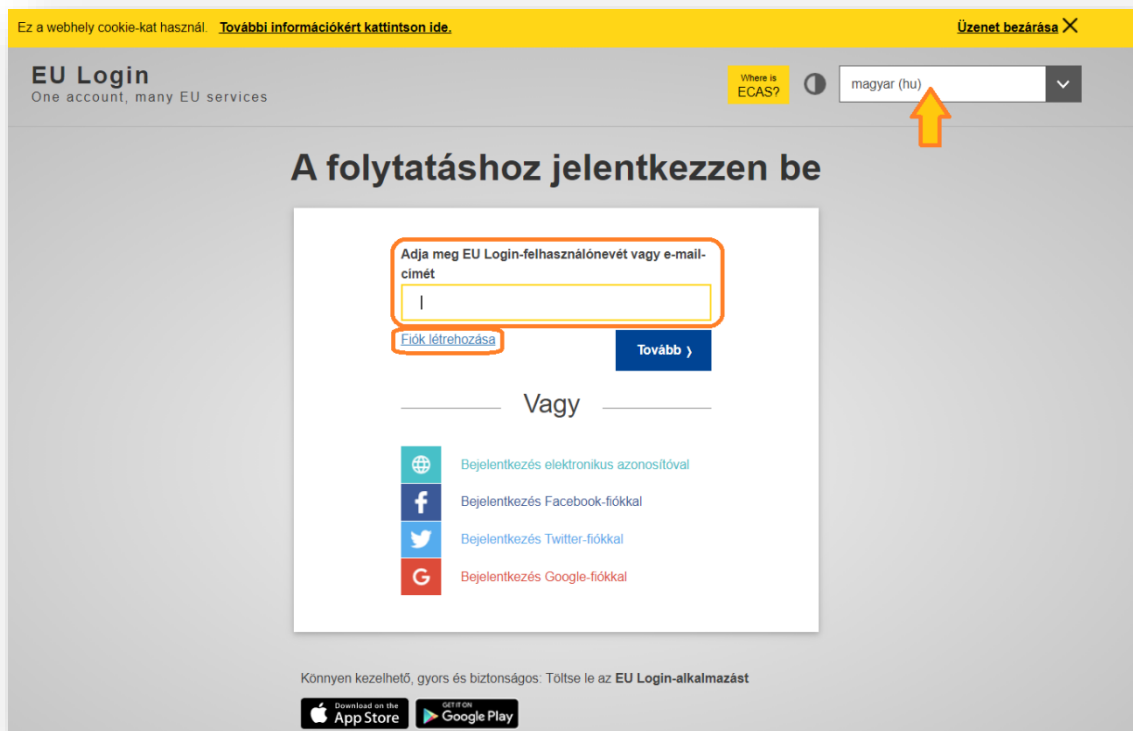 Ez a webhely cookie-kat használ. További információkért kattintson ide.
Üzenet bezárása
EU Login
One account, many EU services
Where is
ECAS?
magyar (hu)
A folytatáshoz jelentkezzen be
Adja meg EU Login-felhasználónevét vagy e-mail-
címét
Fiók létrehozása
Tovább
Vagy
Bejelentkezés elektronikus azonosítóval
Bejelentkezés Facebook-fiókkal
Bejelentkezés Twitter-fiókkal
Bejelentkezés Google-fiókkal
Könnyen kezelhető, gyors és biztonságos: Töltse le az EU Login-alkalmazást
Download on the
App Store
GET IT ON
Google Play